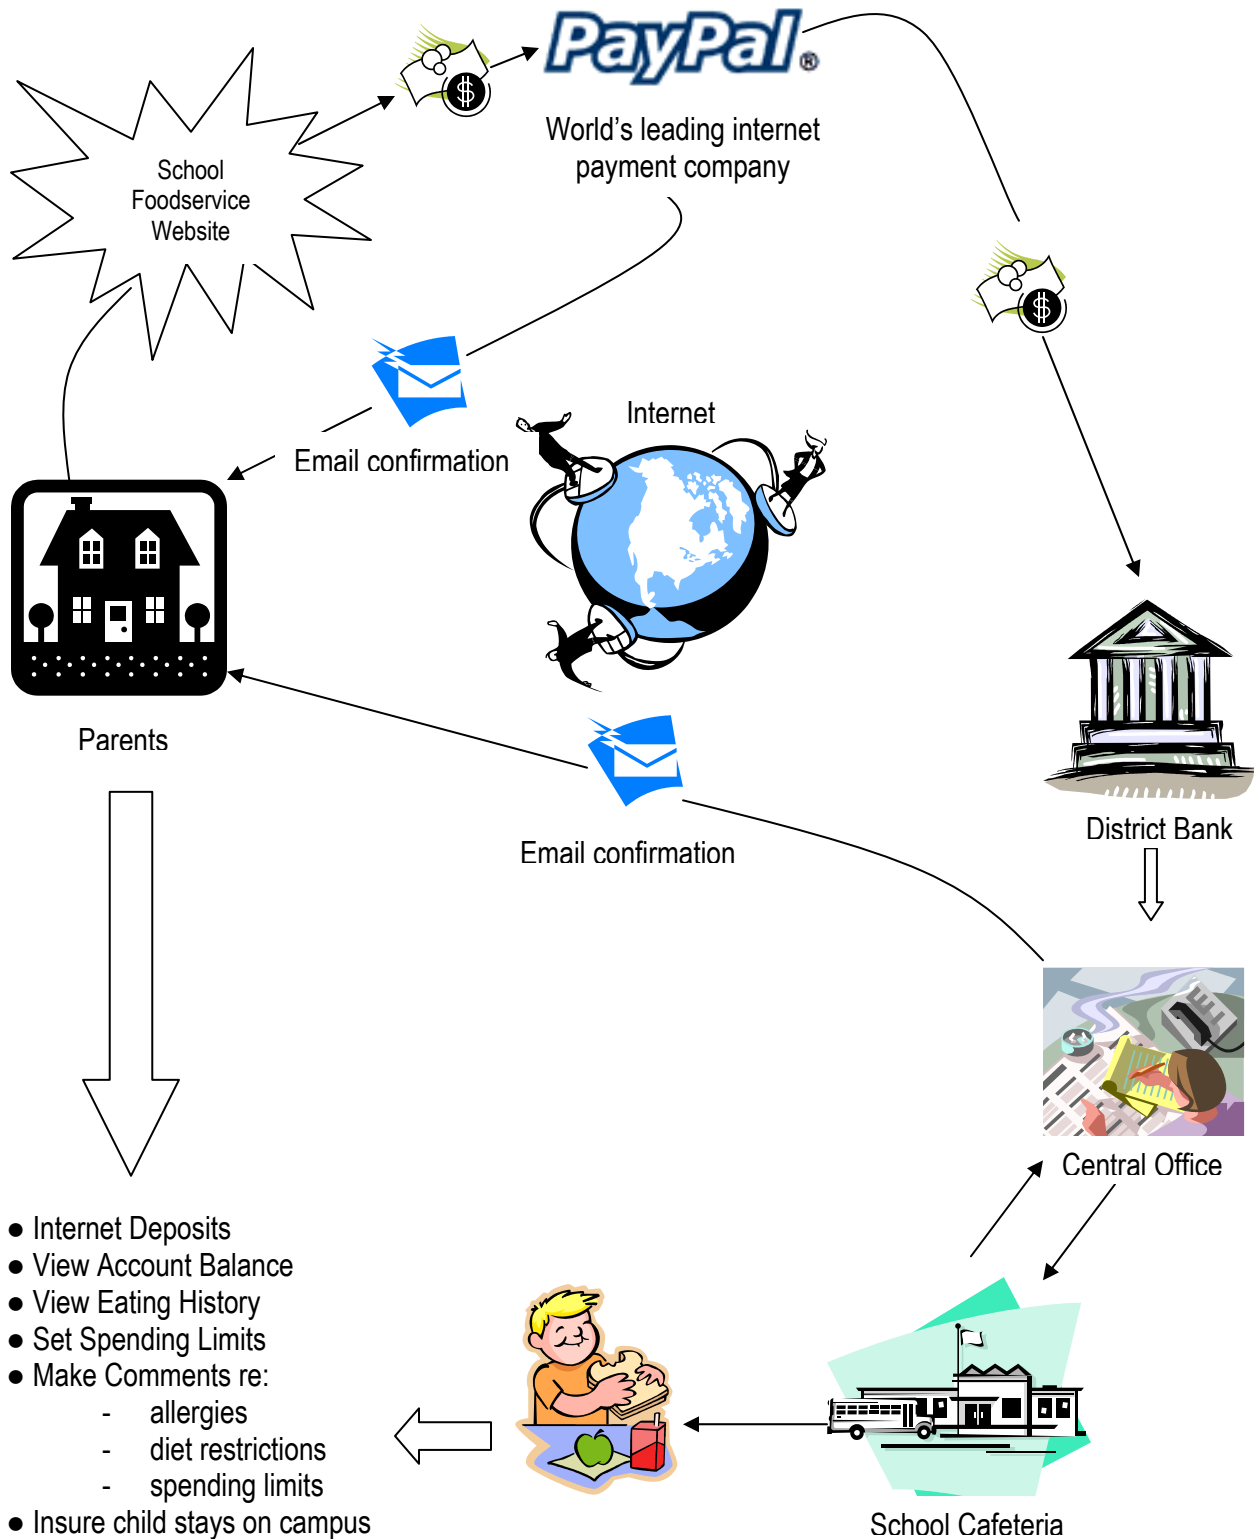 PayPal®
World's leading internet
payment company
School
Foodservice
Website
Internet
Email confirmation
Parents
Email confirmation
District Bank
Central Office
● Internet Deposits
● View Account Balance
● View Eating History
● Set Spending Limits
● Make Comments re:
- allergies
- diet restrictions
- spending limits
● Insure child stays on campus
School Cafeteria